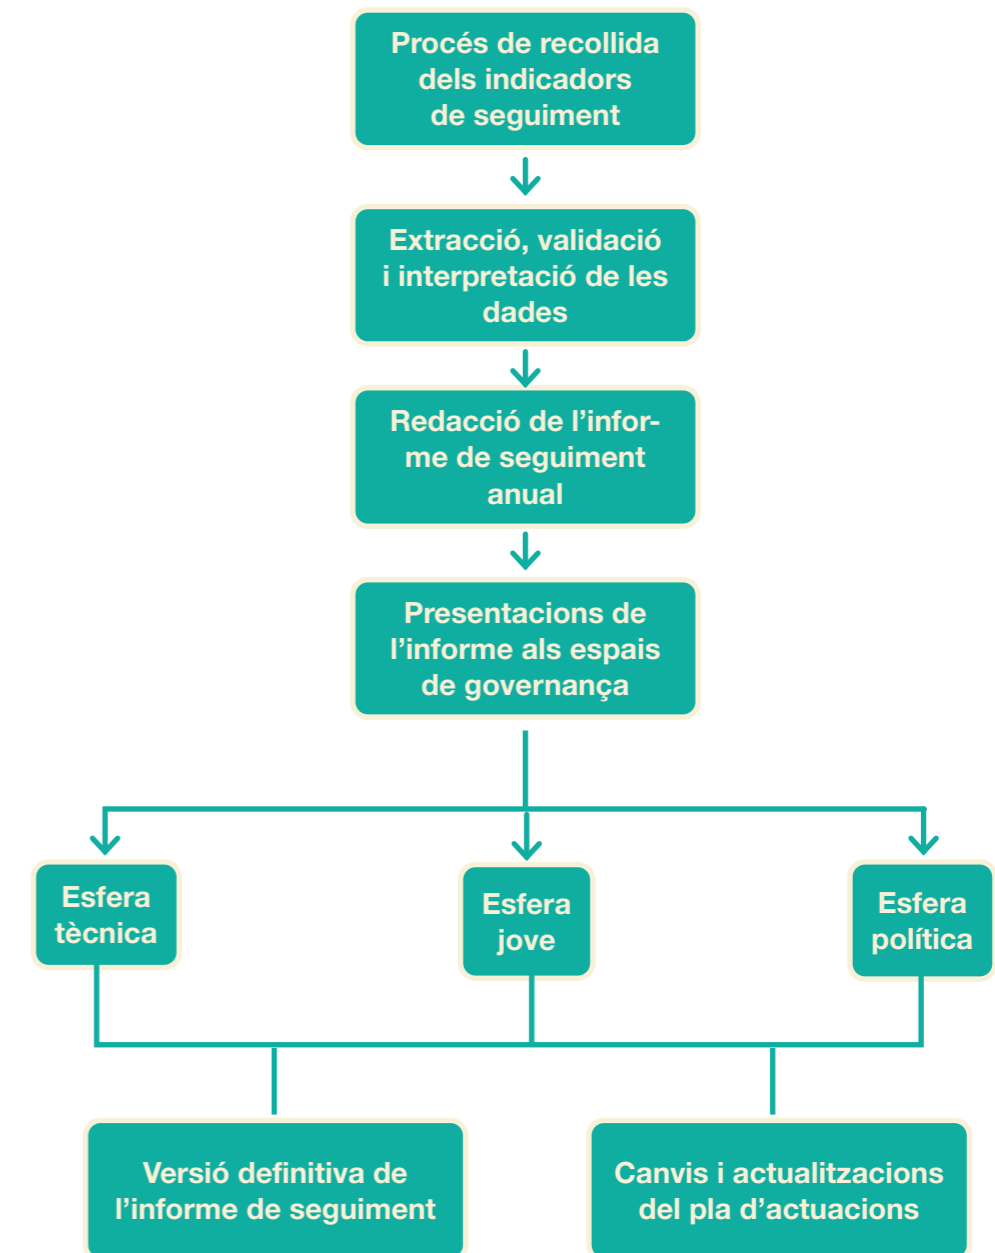 Procés de recollida
dels indicadors
de seguiment
Extracció, validació
i interpretació de les
dades
Redacció de l’infor-
me de seguiment
anual
Presentacions de
l’informe als espais
de governança
Esfera
tècnica
Esfera
jove
Esfera
política
Versió definitiva de
l’informe de seguiment
Canvis i actualitzacions
del pla d’actuacions